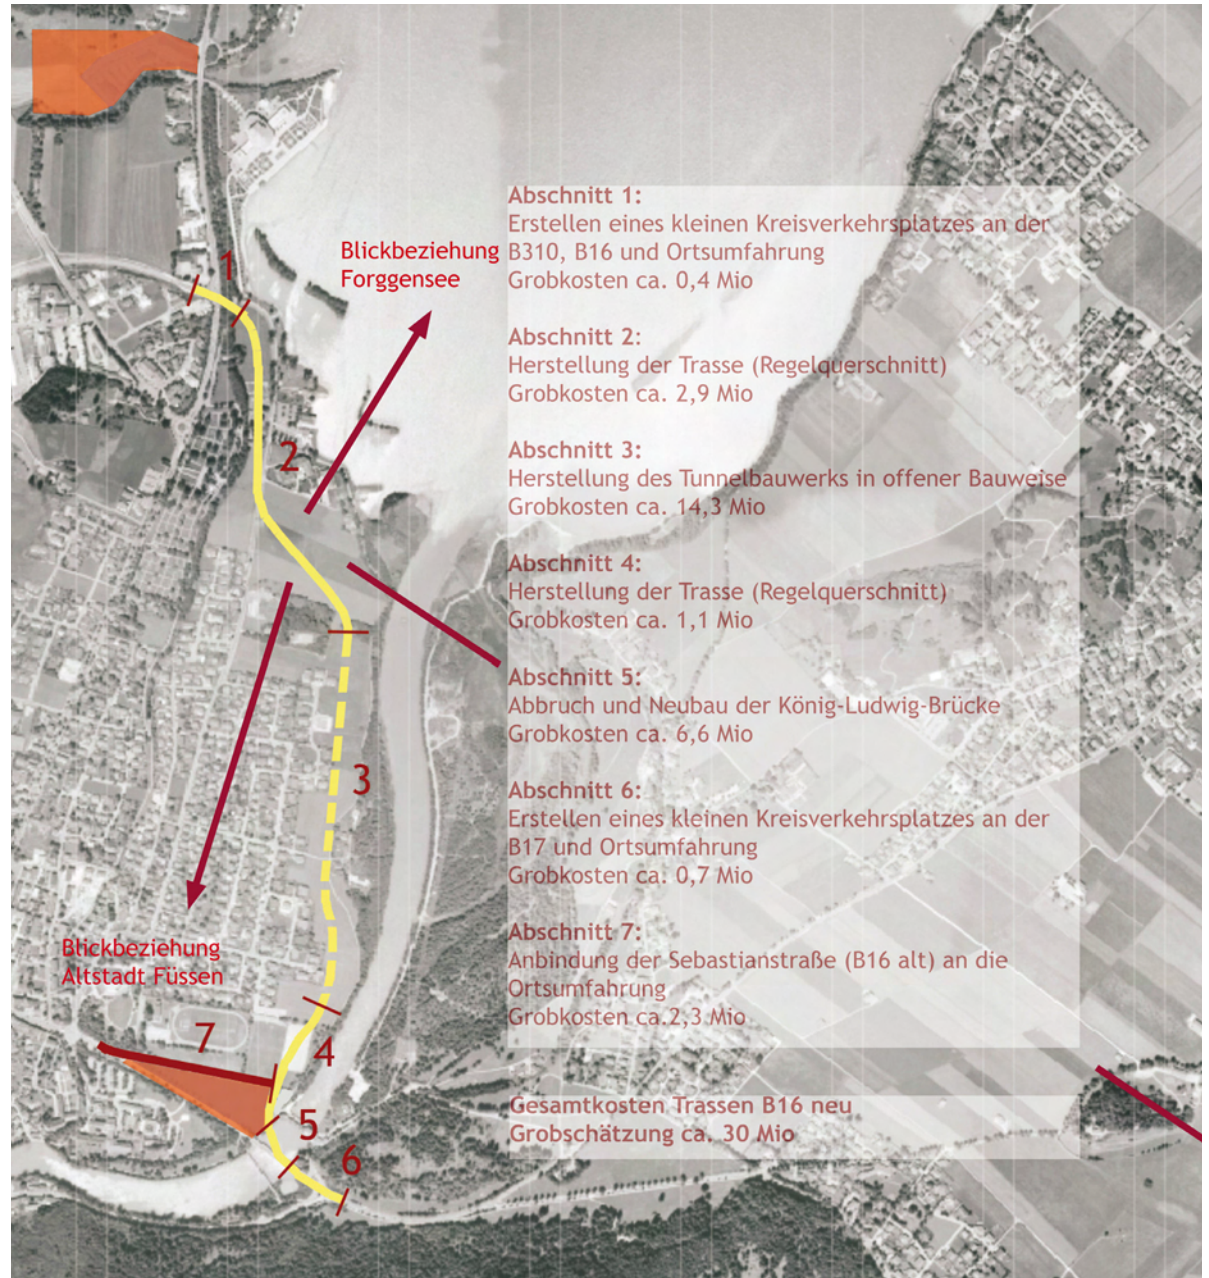 Abschnitt 1:
Erstellen eines kleinen Kreisverkehrsplatzes an der
B310, B16 und Ortsumfahrung
Grobkosten ca. 0,4 Mio
Abschnitt 2:
Herstellung der Trasse (Regelquerschnitt)
Grobkosten ca. 2,9 Mio
Abschnitt 3:
Herstellung des Tunnelbauwerks in offener Bauweise
Grobkosten ca. 14,3 Mio
Abschnitt 4:
Herstellung der Trasse (Regelquerschnitt)
Grobkosten ca. 1,1 Mio
Abschnitt 5:
Abbruch und Neubau der König-Ludwig-Brücke
Grobkosten ca. 6,6 Mio
Abschnitt 6:
Erstellen eines kleinen Kreisverkehrsplatzes an der
B17 und Ortsumfahrung
Grobkosten ca. 0,7 Mio
Abschnitt 7:
Anbindung der Sebastianstraße (B16 alt) an die
Ortsumfahrung
Grobkosten ca.2,3 Mio
Gesamtkosten Trassen B16 neu
Grobschätzung ca. 30 Mio
Blickbeziehung
Forggensee
Blickbeziehung
Altstadt Füssen
1
2
3
4
5
6
7